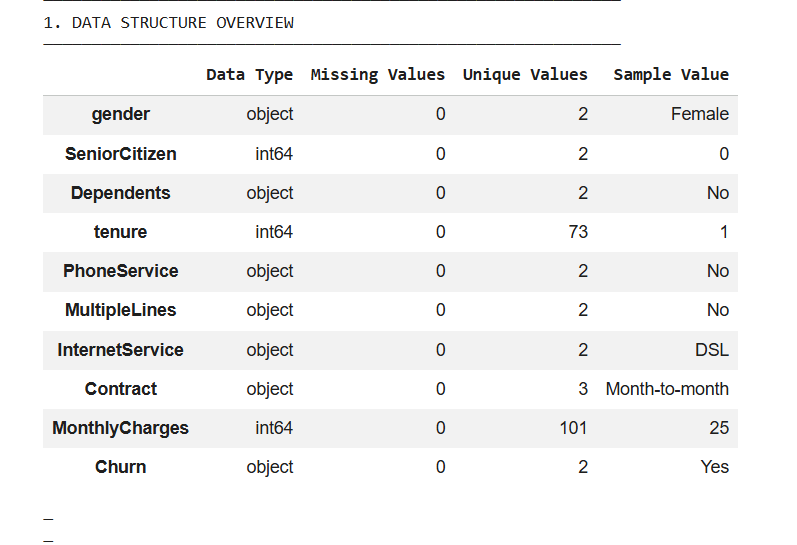 1. DATA STRUCTURE OVERVIEW
Data Type Missing Values Unique Values Sample Value
gender object 0 2 Female
SeniorCitizen int64 0 2 0
Dependents object 0 2 No
tenure int64 0 73 1
PhoneService object 0 2 No
MultipleLines object 0 2 No
InternetService object 0 2 DSL
Contract object 0 3 Month-to-month
MonthlyCharges int64 0 101 25
Churn object 0 2 Yes